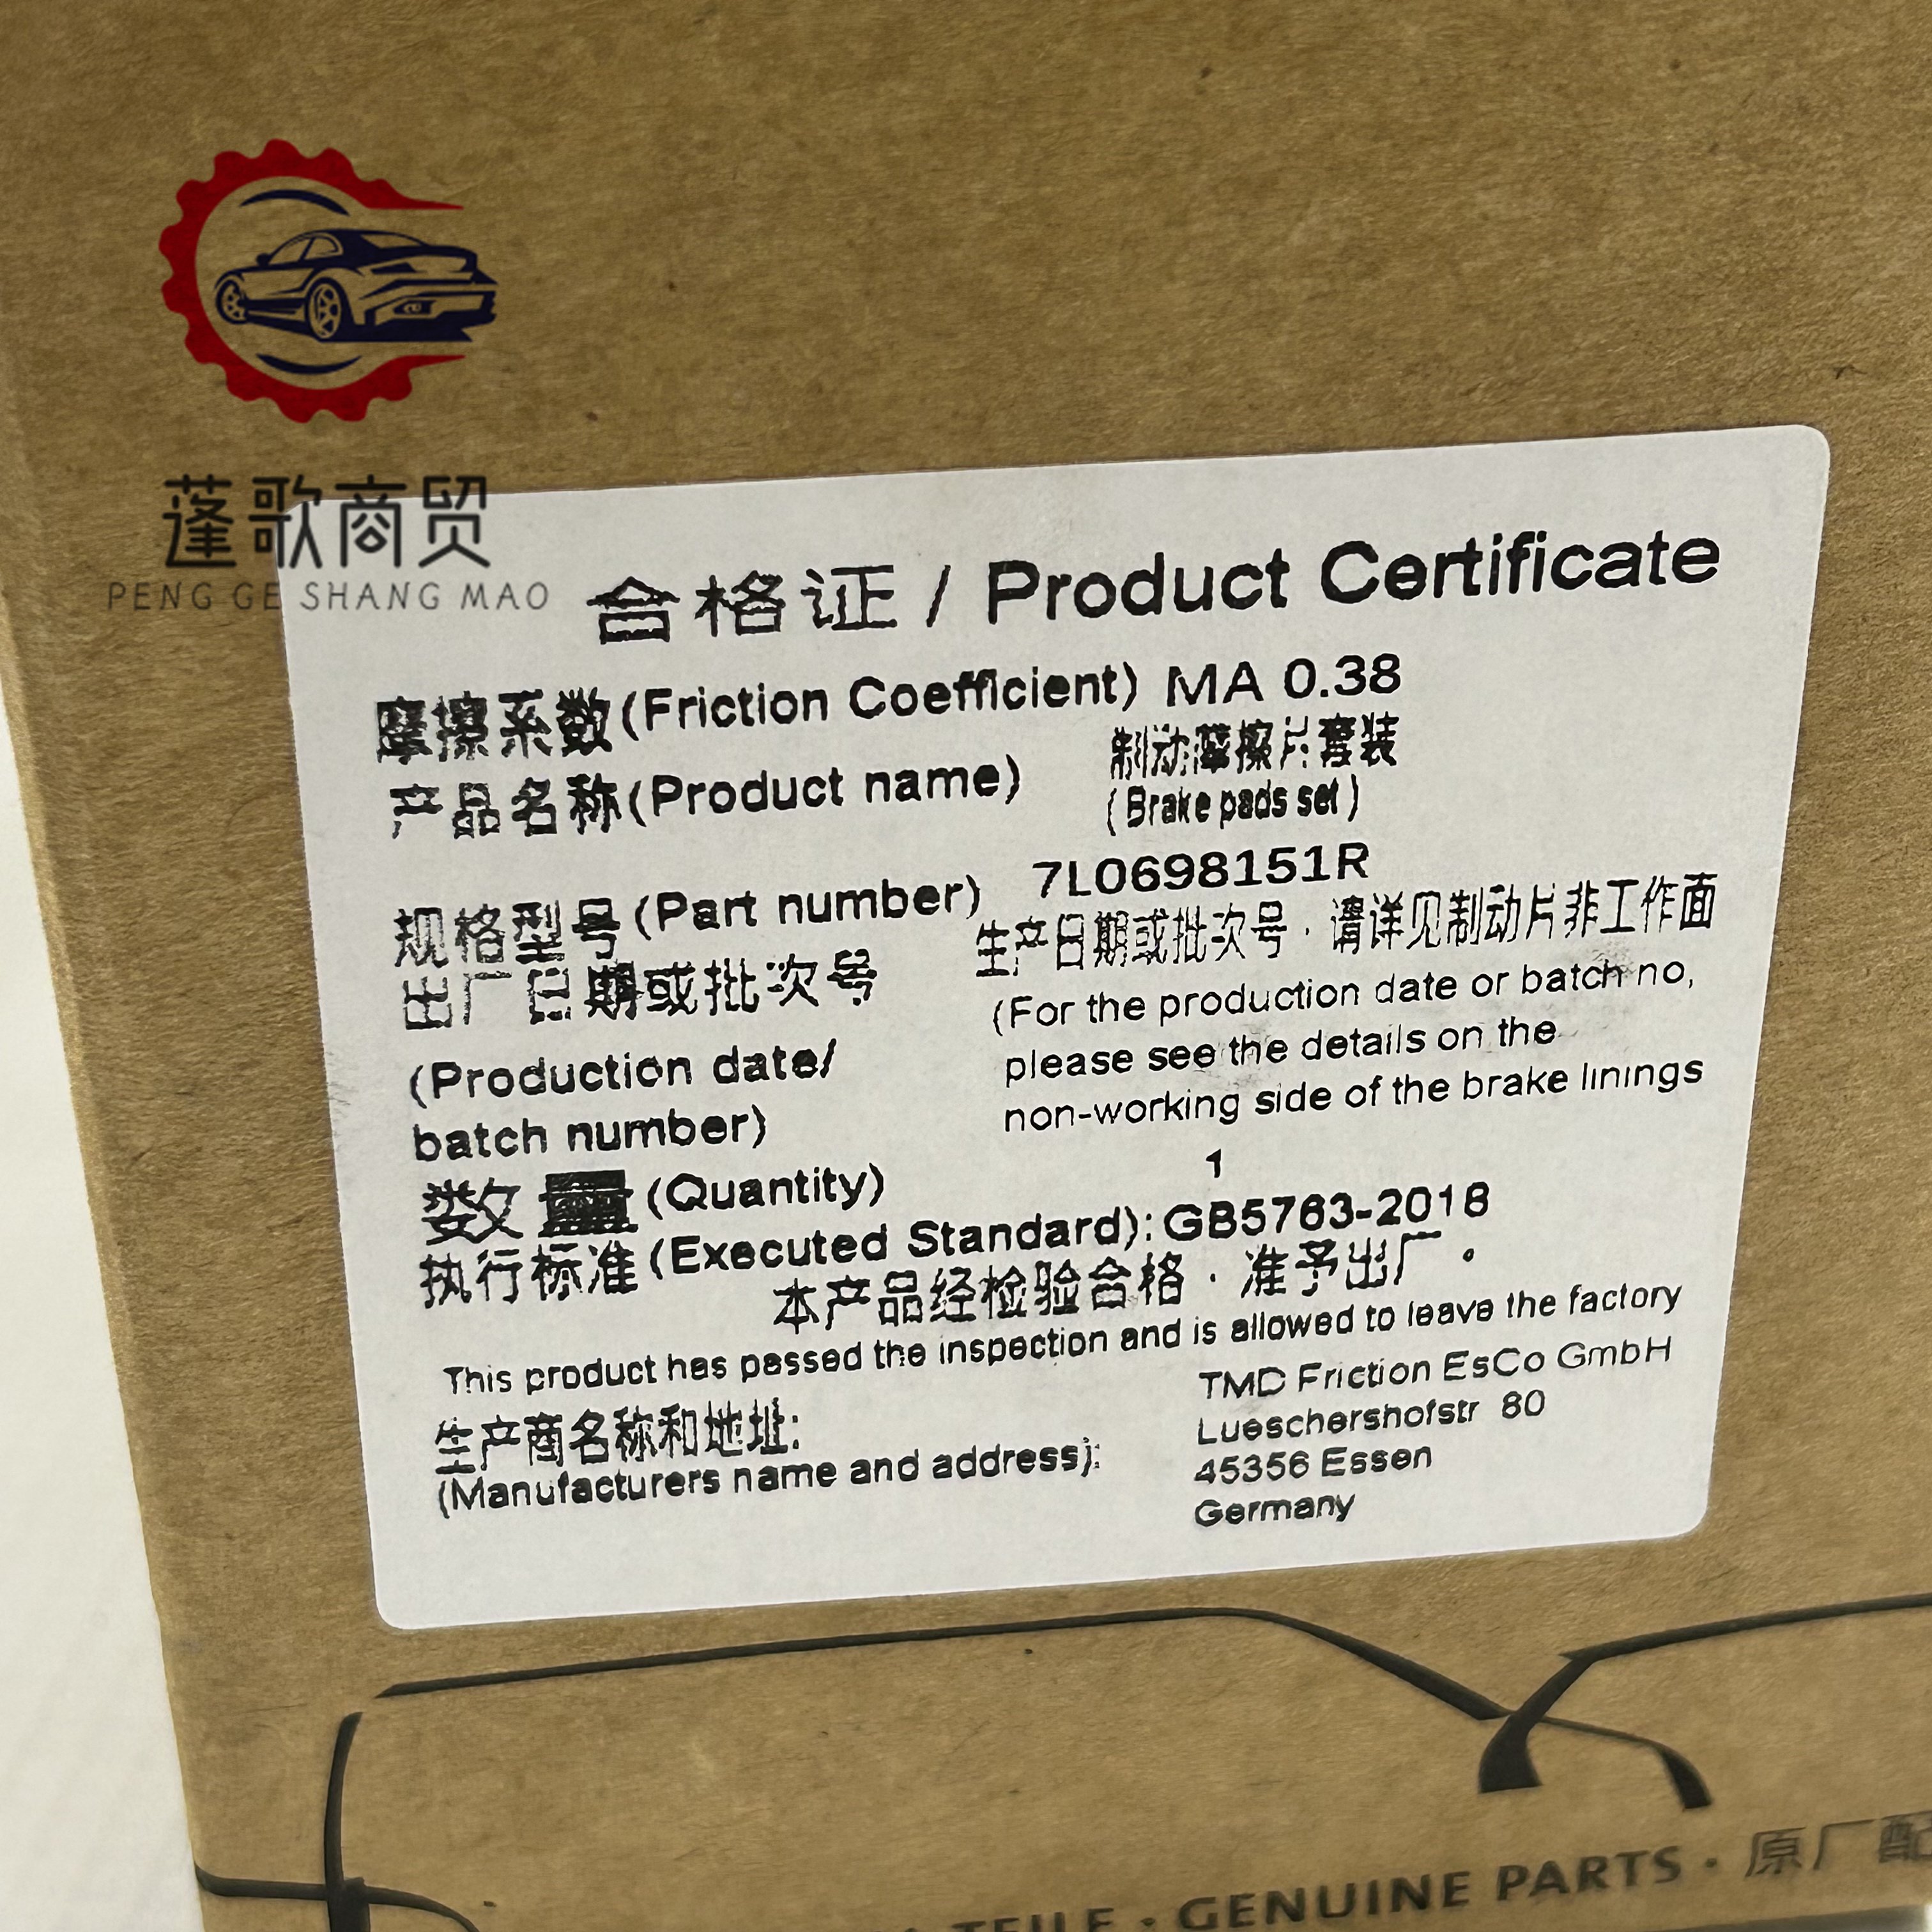 蓬歌商贸
PENG GE SHANG MAO
合格证 / Product Certificate
摩擦系数(Friction Coefficient) MA 0.38
产品名称(Product name) 制动摩擦片套装
(Brake pads set)
规格型号(Part number) 7L0698151R
出厂日期或批次号 生产日期或批次号·请详见制动片非工作面
(Production date/ (For the production date or batch no,
batch number) please see the details on the
non-working side of the brake linings
数量(Quantity) 1
执行标准(Executed Standard):GB5763-2018
本产品经检验合格·准予出厂。
This product has passed the inspection and is allowed to leave the factory
生产商名称和地址: TMD Friction EsCo GmbH
(Manufacturers name and address): Lueschershofstr 80
45356 Essen
Germany
TEILE · GENUINE PARTS · 原厂配